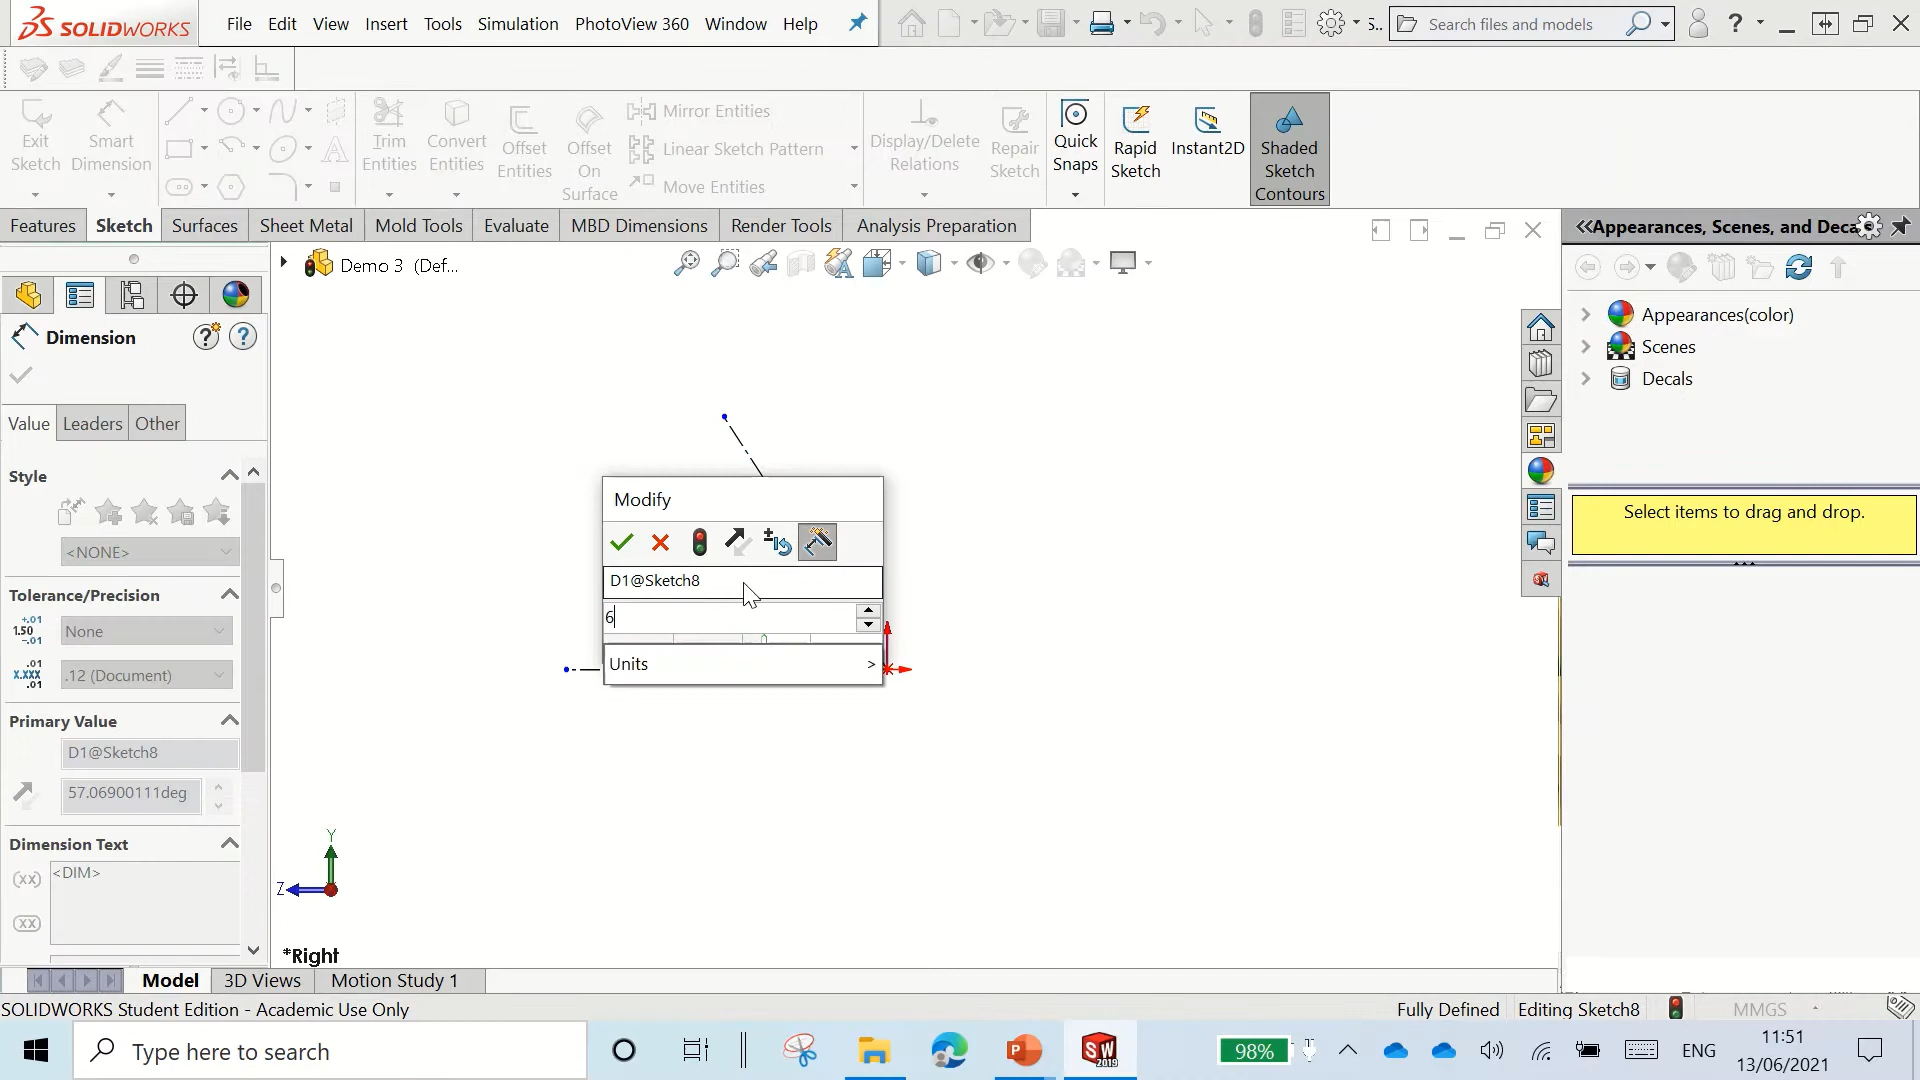 SOLIDWORKS
File Edit View Insert Tools Simulation PhotoView 360 Window Help
S..
Search files and models
?
Exit Sketch
Smart Dimension
Trim Entities
Convert Entities
Offset Entities
Offset On Surface
Mirror Entities
Linear Sketch Pattern
Move Entities
Display/Delete Relations
Repair Sketch
Quick Snaps
Rapid Sketch
Instant2D
Shaded Sketch Contours
Features Sketch Surfaces Sheet Metal Mold Tools Evaluate MBD Dimensions Render Tools Analysis Preparation
Appearances, Scenes, and Deca
Demo 3 (Def...
Dimension
Value Leaders Other
Style
<NONE>
Tolerance/Precision
None
.12 (Document)
Primary Value
D1@Sketch8
57.06900111deg
Dimension Text
<DIM>
(xx)
(xx)
Modify
D1@Sketch8
6
Units >
Y
Z
*Right
Appearances(color)
Scenes
Decals
Select items to drag and drop.
Model 3D Views Motion Study 1
SOLIDWORKS Student Edition - Academic Use Only
Fully Defined Editing Sketch8 MMGS
Type here to search
98%
ENG
11:51
13/06/2021